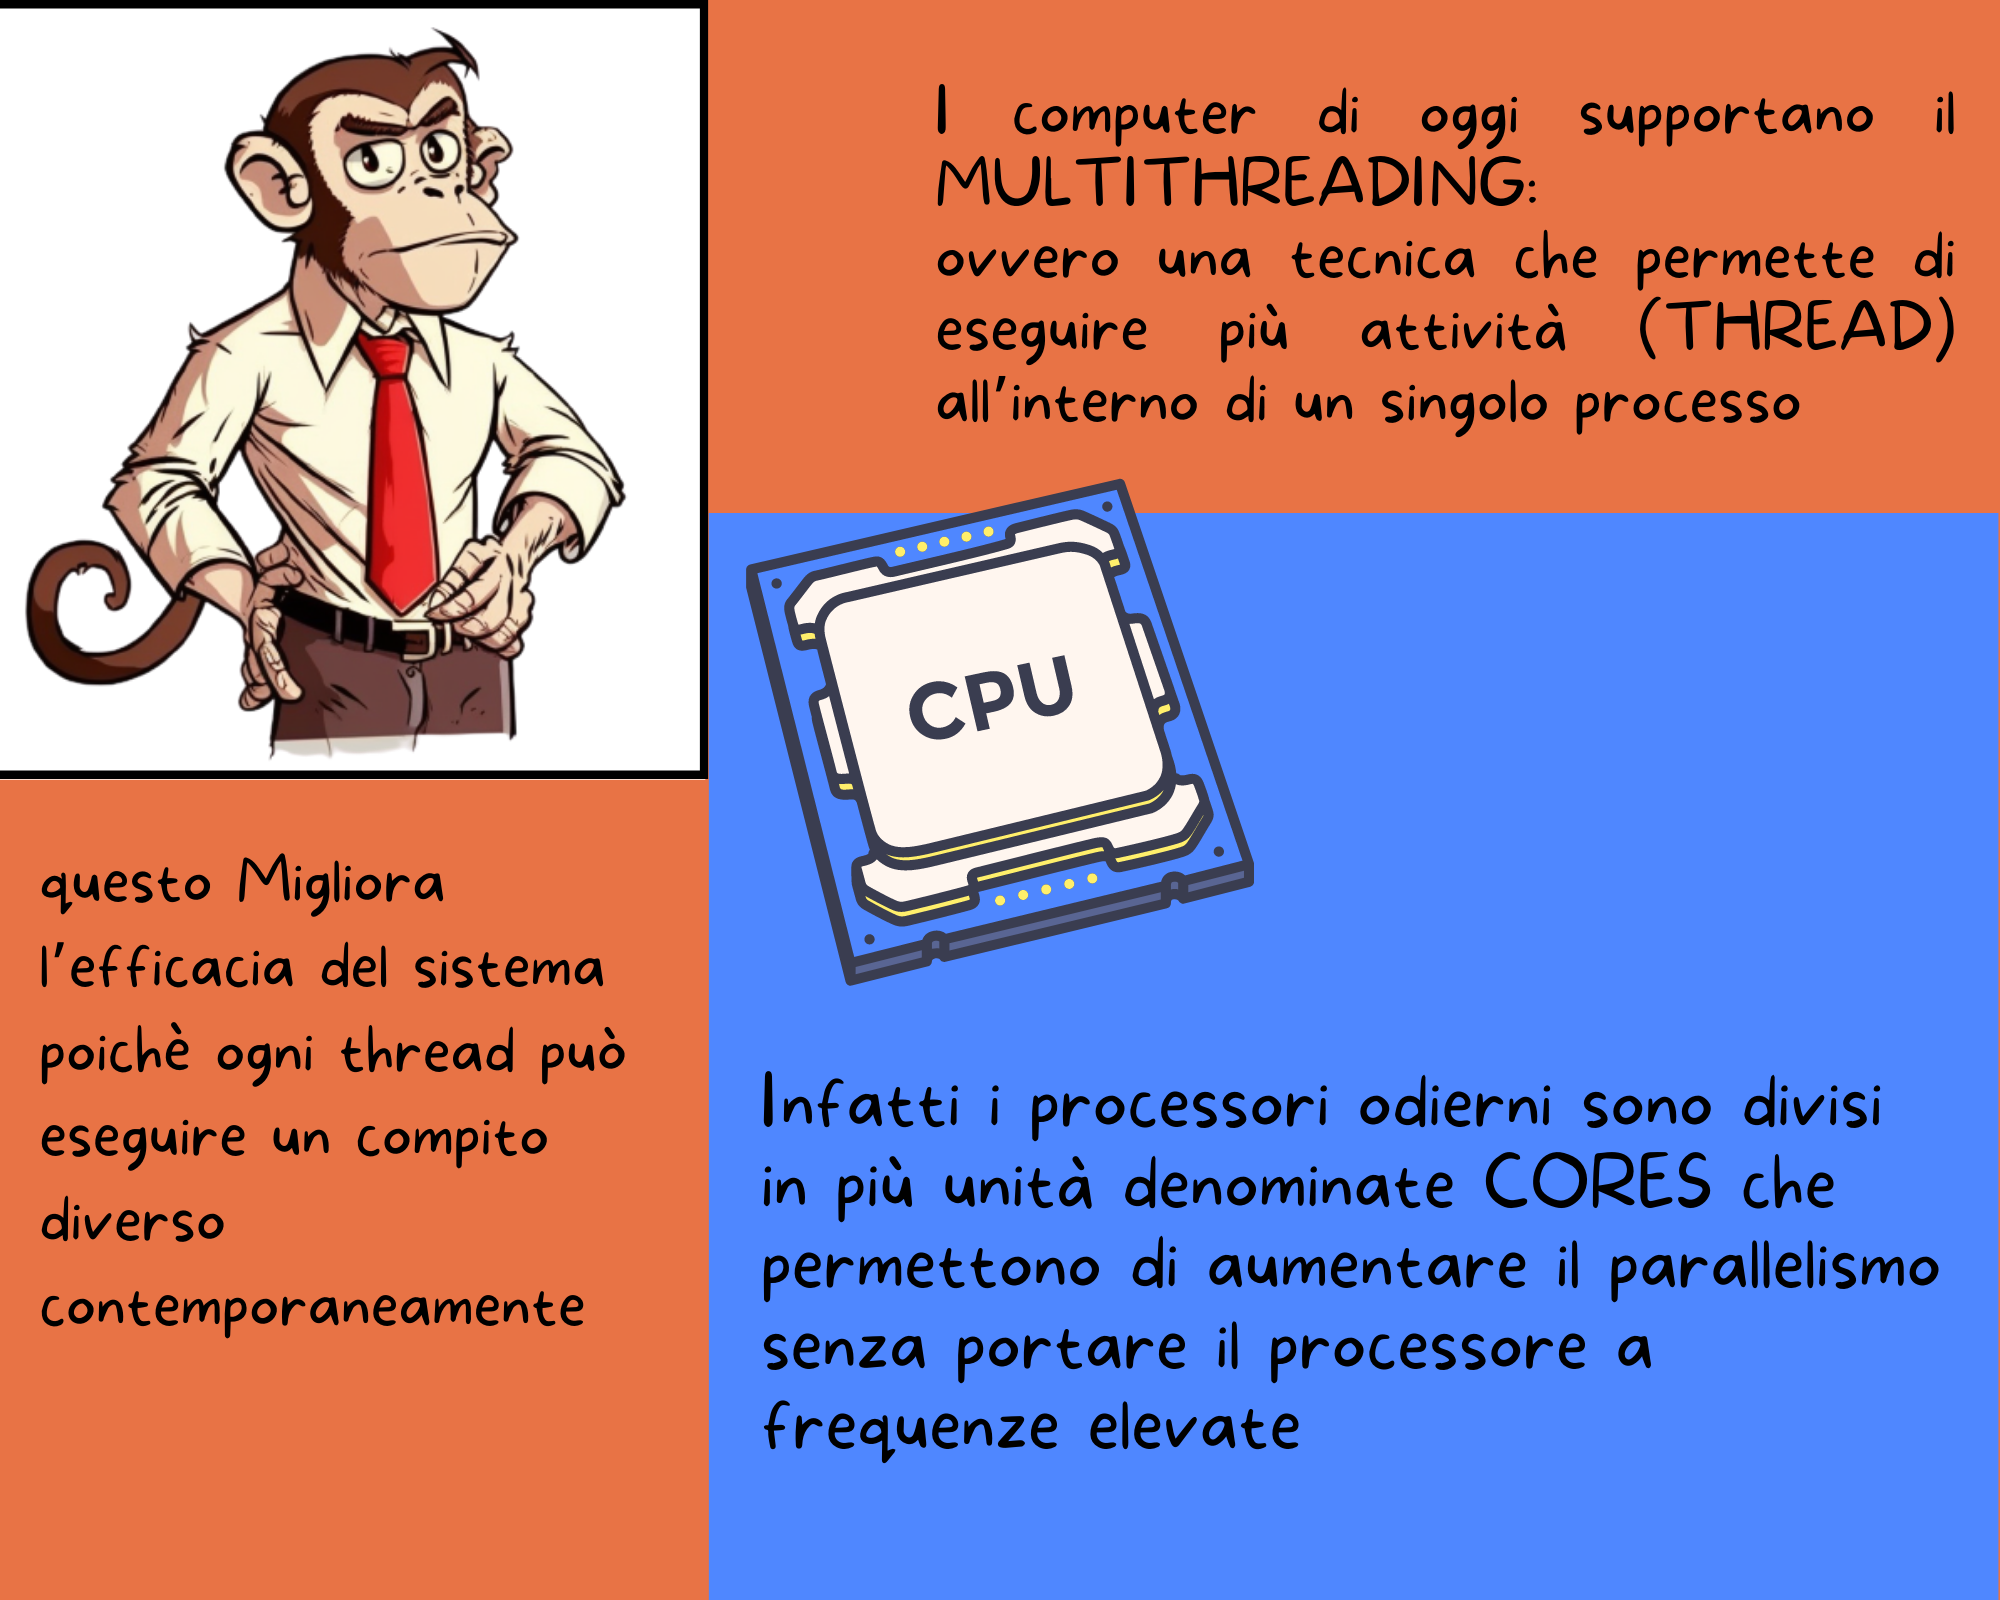 I computer di oggi supportano il
MULTITHREADING:
ovvero una tecnica che permette di
eseguire più attività (THREAD)
all'interno di un singolo processo
CPU
questo Migliora
l'efficacia del sistema
poichè ogni thread può
eseguire un compito
diverso
contemporaneamente
Infatti i processori odierni sono divisi
in più unità denominate CORES che
permettono di aumentare il parallelismo
senza portare il processore a
frequenze elevate